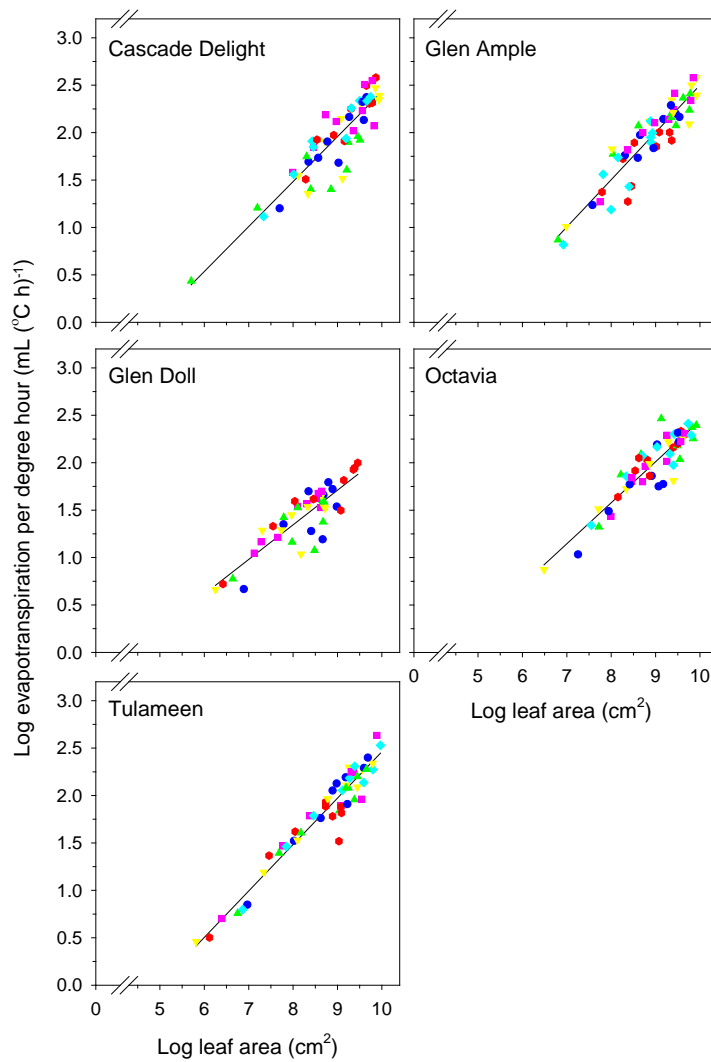 Log evapotranspiration per degree hour (mL (°C h)-1)
Cascade Delight
3.0
2.5
2.0
1.5
1.0
0.5
0.0
Glen Ample
Glen Doll
3.0
2.5
2.0
1.5
1.0
0.5
0.0
Octavia
0 5 6 7 8 9 10
Log leaf area (cm2)
Tulameen
3.0
2.5
2.0
1.5
1.0
0.5
0.0
0 5 6 7 8 9 10
Log leaf area (cm2)